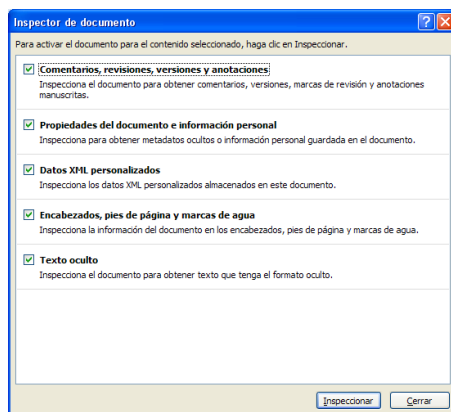 Inspector de documento
Para activar el documento para el contenido seleccionado, haga clic en Inspeccionar.
Comentarios, revisiones, versiones y anotaciones
Inspecciona el documento para obtener comentarios, versiones, marcas de revisión y anotaciones
manuscritas.
Propiedades del documento e información personal
Inspecciona para obtener metadatos ocultos o información personal guardada en el documento.
Datos XML personalizados
Inspecciona los datos XML personalizados almacenados en este documento.
Encabezados, pies de página y marcas de agua
Inspecciona la información del documento en los encabezados, pies de página y marcas de agua.
Texto oculto
Inspecciona el documento para obtener texto que tenga el formato oculto.
Inspeccionar Cerrar